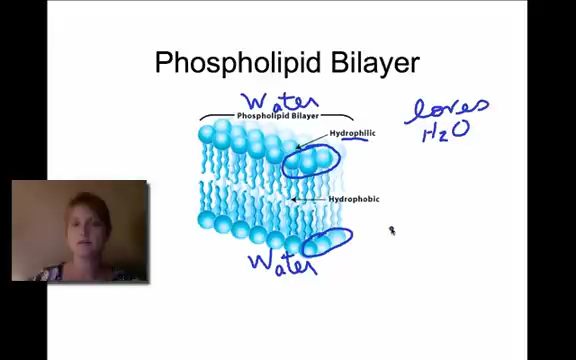 Phospholipid Bilayer
Water
Phospholipid Bilayer
loves
H2O
Hydrophilic
Hydrophobic
Water